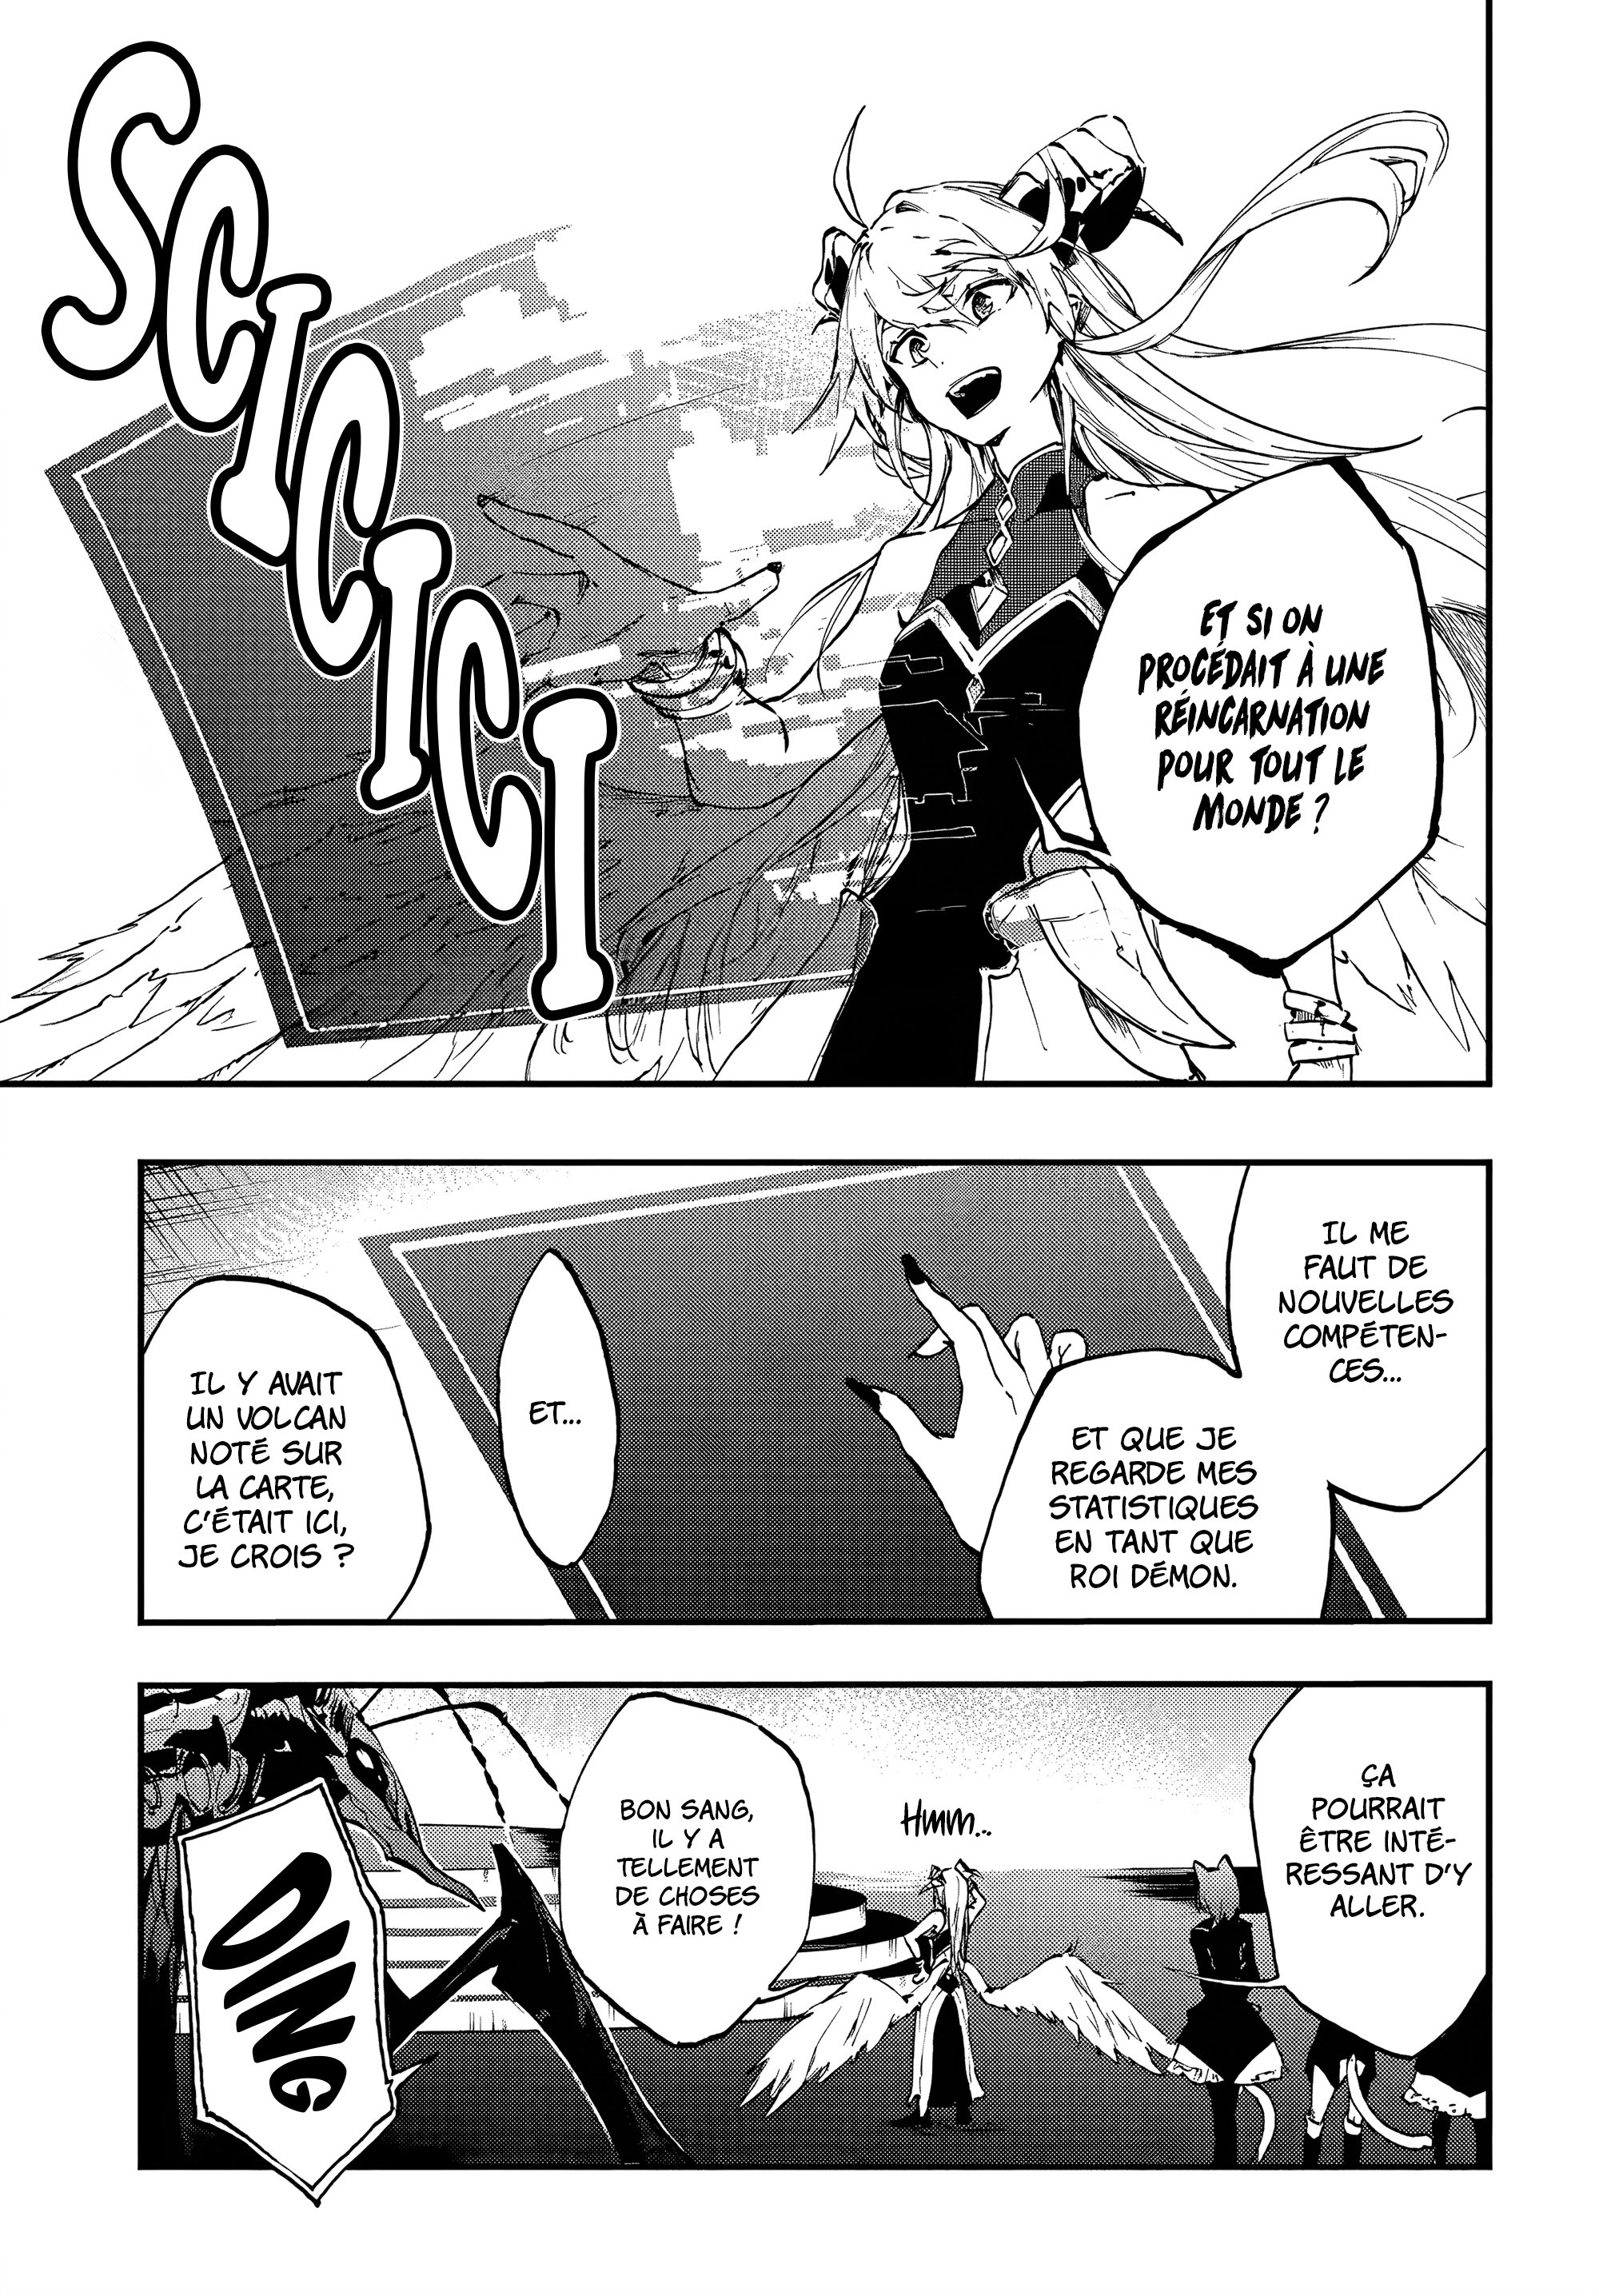 SCICICI
ET SI ON
PROCÉDAIT À UNE
RÉINCARNATION
POUR TOUT LE
MONDE ?
IL ME
FAUT DE
NOUVELLES
COMPÉTEN-
CES...
ET QUE JE
REGARDE MES
STATISTIQUES
EN TANT QUE
ROI DÉMON.
ET...
IL Y AVAIT
UN VOLCAN
NOTÉ SUR
LA CARTE,
C'ÉTAIT ICI,
JE CROIS ?
ÇA
POURRAIT
ÊTRE INTÉ-
RESSANT D'Y
ALLER.
HMM...
BON SANG,
IL Y A
TELLEMENT
DE CHOSES
À FAIRE !
DING